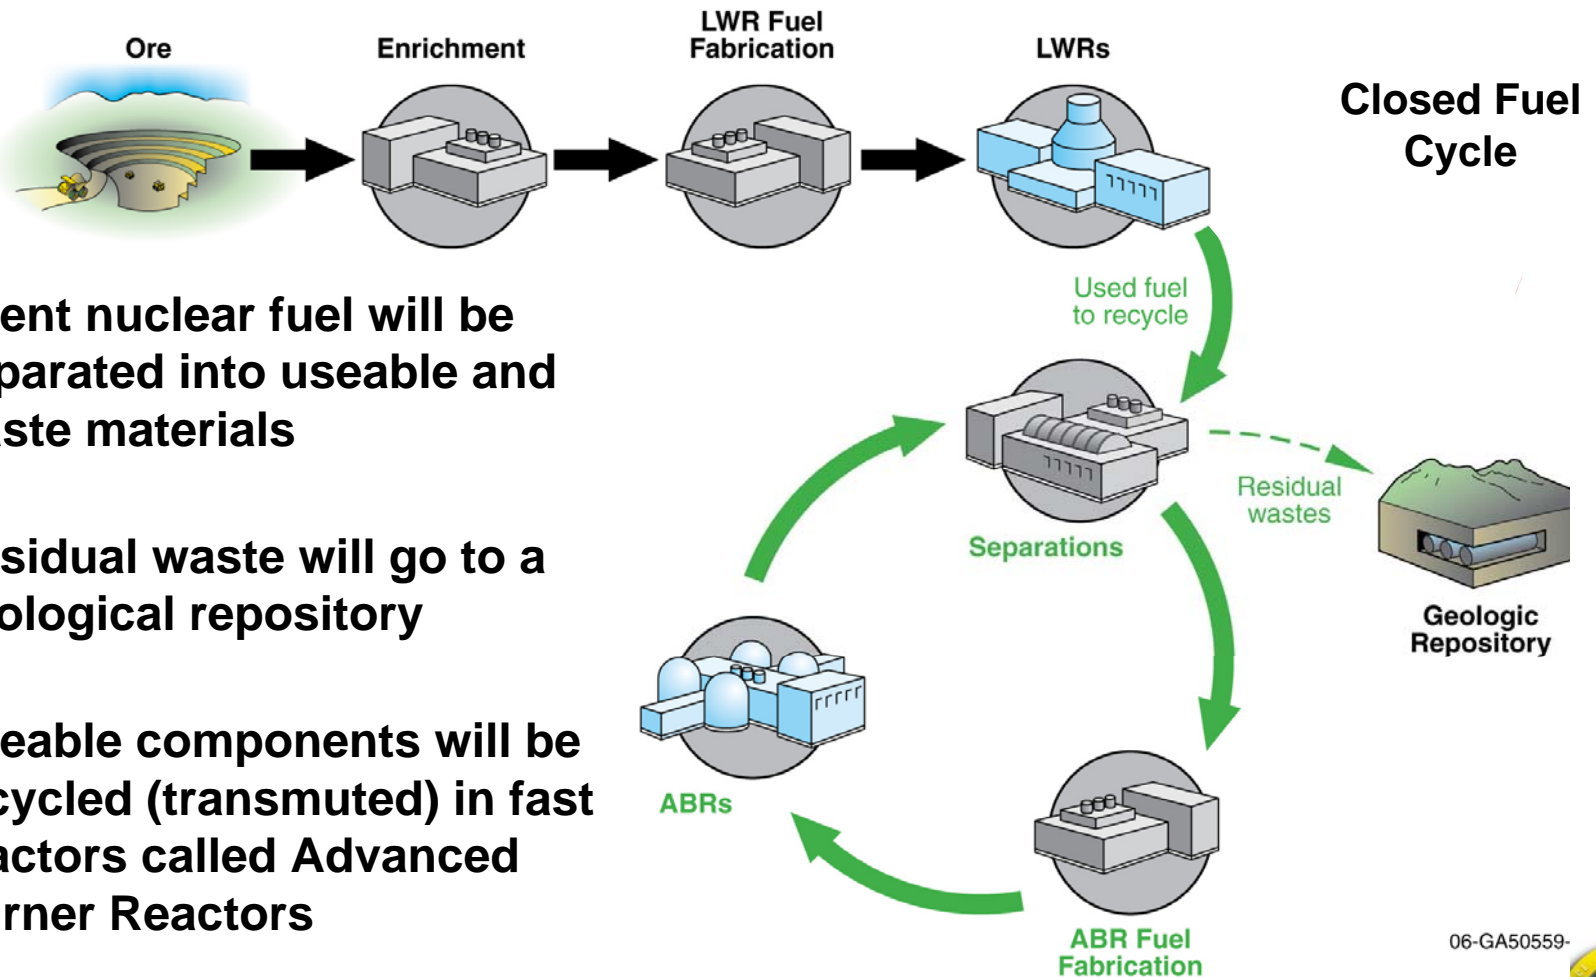 Ore
Enrichment
LWR Fuel
Fabrication
LWRs
Closed Fuel
Cycle
Used fuel
to recycle
ent nuclear fuel will be
parated into useable and
ste materials
Residual
wastes
Separations
sidual waste will go to a
ological repository
Geologic
Repository
eable components will be
cycled (transmuted) in fast
actors called Advanced
rner Reactors
ABRs
ABR Fuel
Fabrication
06-GA50559-